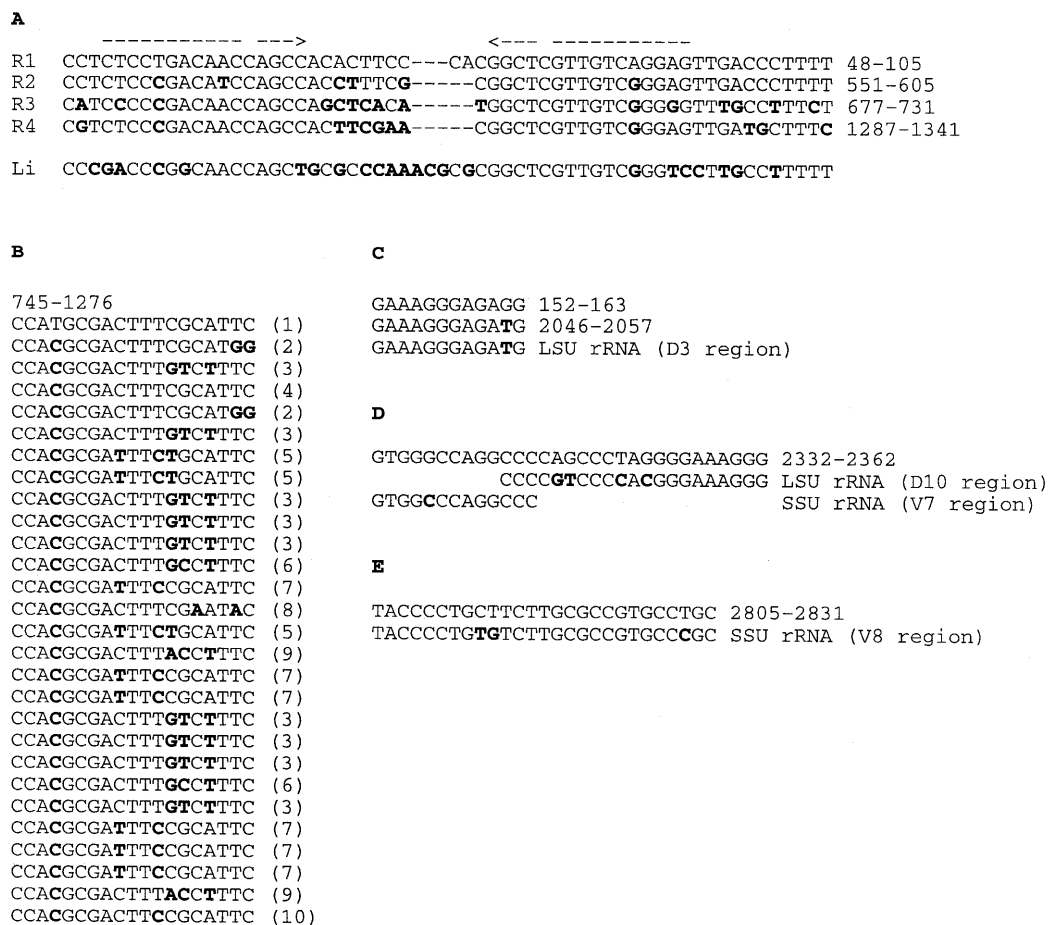 A
----------- ---> <--- -----------
R1 CCTCTCCTGACAACCAGCCACACTTCC---CACGGCTCGTTGTCAGGAGTTGACCCTTTT 48-105
R2 CCTCTCCCGACATCCAGCCACCTTTCG-----CGGCTCGTTGTCGGGAGTTGACCCTTTT 551-605
R3 CATCCCCCGACAACCAGCCAGCTCACA-----TGGCTCGTTGTCGGGGGTTTGCCTTTCT 677-731
R4 CGTCTCCCGACAACCAGCCACTTCGAA-----CGGCTCGTTGTCGGGAGTTGATGCTTTC 1287-1341
Li CCCCGACCCGGCAACCAGCTGCGCCCAAACGCGCGGCTCGTTGTCGGGTCCTTGCCTTTTT
B
745-1276
CCATGCGACTTTCGCATTC (1)
CCACGCGACTTTCGCATGG (2)
CCACGCGACTTTGTCTTTC (3)
CCACGCGACTTTCGCATTC (4)
CCACGCGACTTTCGCATGG (2)
CCACGCGACTTTGTCTTTC (3)
CCACGCGATTTCTGCATTC (5)
CCACGCGATTTCTGCATTC (5)
CCACGCGACTTTGTCTTTC (3)
CCACGCGACTTTGTCTTTC (3)
CCACGCGACTTTGTCTTTC (3)
CCACGCGACTTTGCCTTTC (6)
CCACGCGATTTCCGCATTC (7)
CCACGCGACTTTCGAATAC (8)
CCACGCGATTTCTGCATTC (5)
CCACGCGACTTTACCTTTC (9)
CCACGCGATTTCCGCATTC (7)
CCACGCGATTTCCGCATTC (7)
CCACGCGACTTTGTCTTTC (3)
CCACGCGACTTTGTCTTTC (3)
CCACGCGACTTTGTCTTTC (3)
CCACGCGACTTTGCCTTTC (6)
CCACGCGACTTTGTCTTTC (3)
CCACGCGATTTCCGCATTC (7)
CCACGCGATTTCCGCATTC (7)
CCACGCGATTTCCGCATTC (7)
CCACGCGACTTTACCTTTC (9)
CCACGCGACTTCCGCATTC (10)
C
GAAAGGGAGAGG 152-163
GAAAGGGAGATG 2046-2057
GAAAGGGAGATG LSU rRNA (D3 region)
D
GTGGGCCAGGCCCCAGCCCTAGGGGAAAGGG 2332-2362
CCCCGTCCCCACGGGAAAGGG LSU rRNA (D10 region)
GTGGCCCAGGCCC SSU rRNA (V7 region)
E
TACCCCTGCTTCTTGCGCCGTGCCTGC 2805-2831
TACCCCTGTGTCTTGCGCCGTGCCCGC SSU rRNA (V8 region)